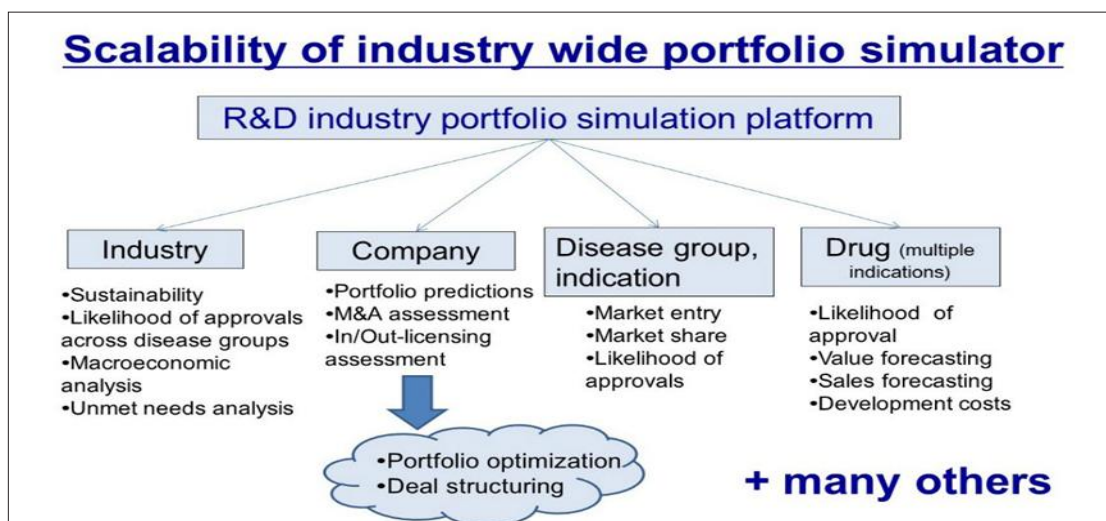 Scalability of industry wide portfolio simulator
R&D industry portfolio simulation platform
Industry
•Sustainability
•Likelihood of approvals
across disease groups
•Macroeconomic
analysis
•Unmet needs analysis
Company
•Portfolio predictions
•M&A assessment
•In/Out-licensing
assessment
•Portfolio optimization
•Deal structuring
Disease group,
indication
•Market entry
•Market share
•Likelihood of
approvals
Drug (multiple
indications)
•Likelihood of
approval
•Value forecasting
•Sales forecasting
•Development costs
+ many others